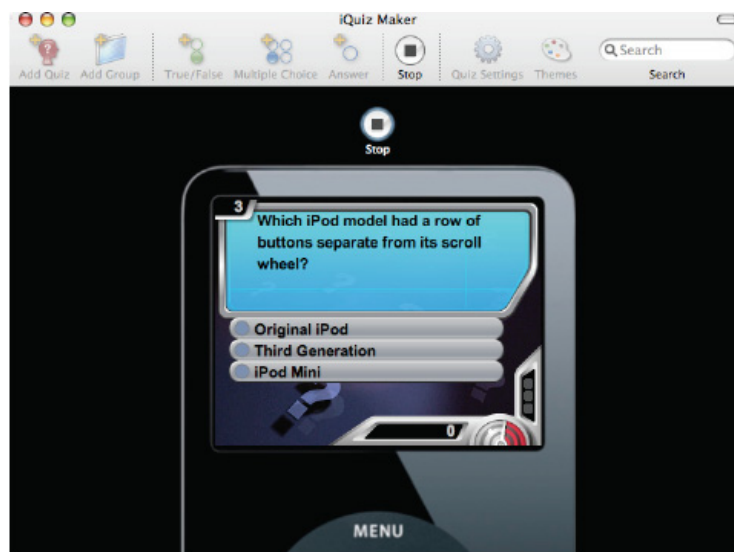 iQuiz Maker
Add Quiz Add Group True/False Multiple Choice Answer Stop Quiz Settings Themes Search
Search
Stop
3
Which iPod model had a row of
buttons separate from its scroll
wheel?
Original iPod
Third Generation
iPod Mini
0
MENU